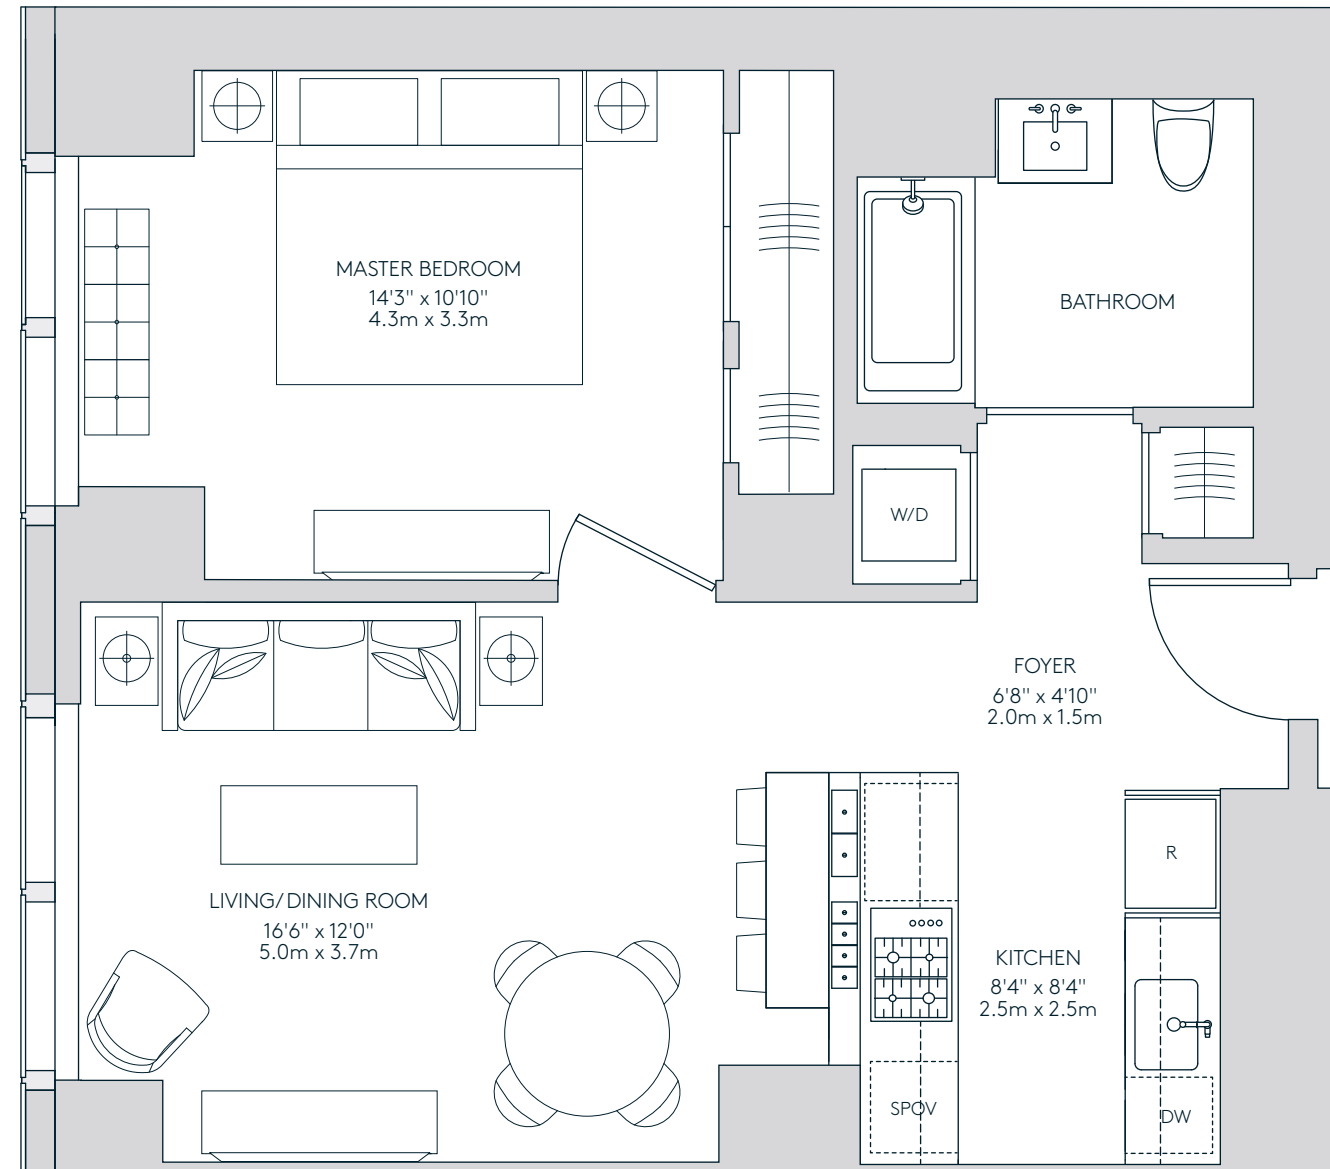 MASTER BEDROOM
14'3" x 10'10"
4.3m x 3.3m
BATHROOM
W/D
FOYER
6'8" x 4'10"
2.0m x 1.5m
R
LIVING/DINING ROOM
16'6" x 12'0"
5.0m x 3.7m
KITCHEN
8'4" x 8'4"
2.5m x 2.5m
SPOV
DW